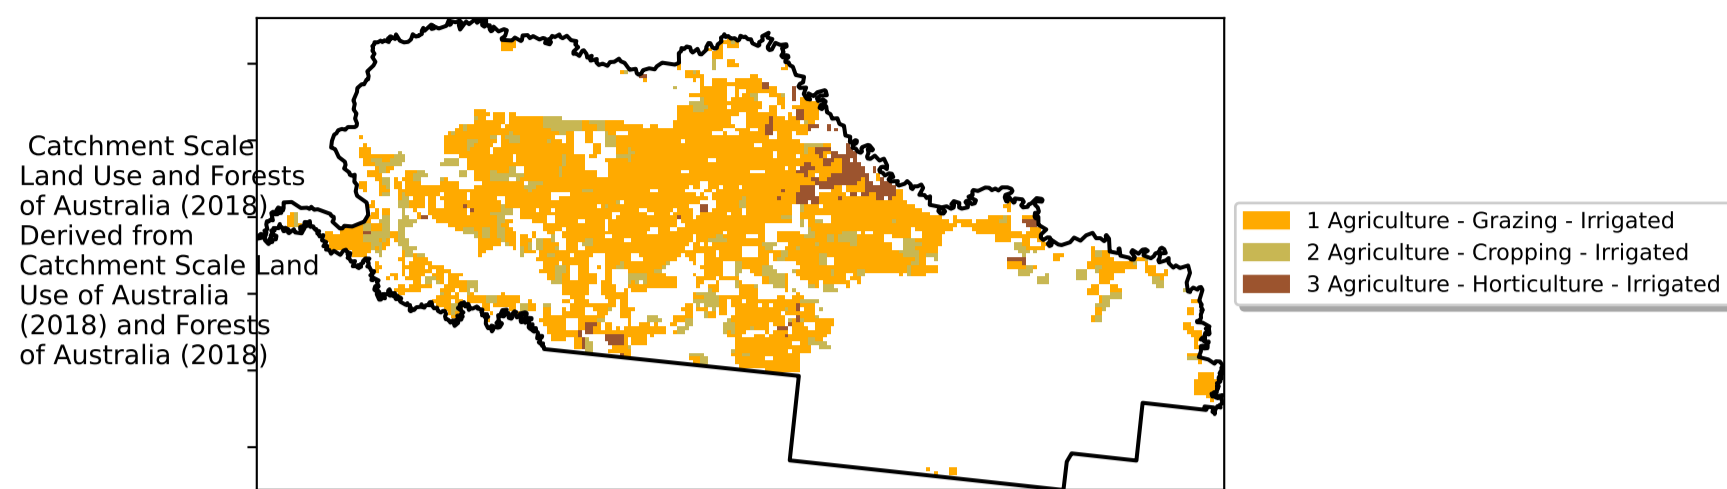 Catchment Scale
Land Use and Forests
of Australia (2018)
Derived from
Catchment Scale Land
Use of Australia
(2018) and Forests
of Australia (2018)
1 Agriculture - Grazing - Irrigated
2 Agriculture - Cropping - Irrigated
3 Agriculture - Horticulture - Irrigated